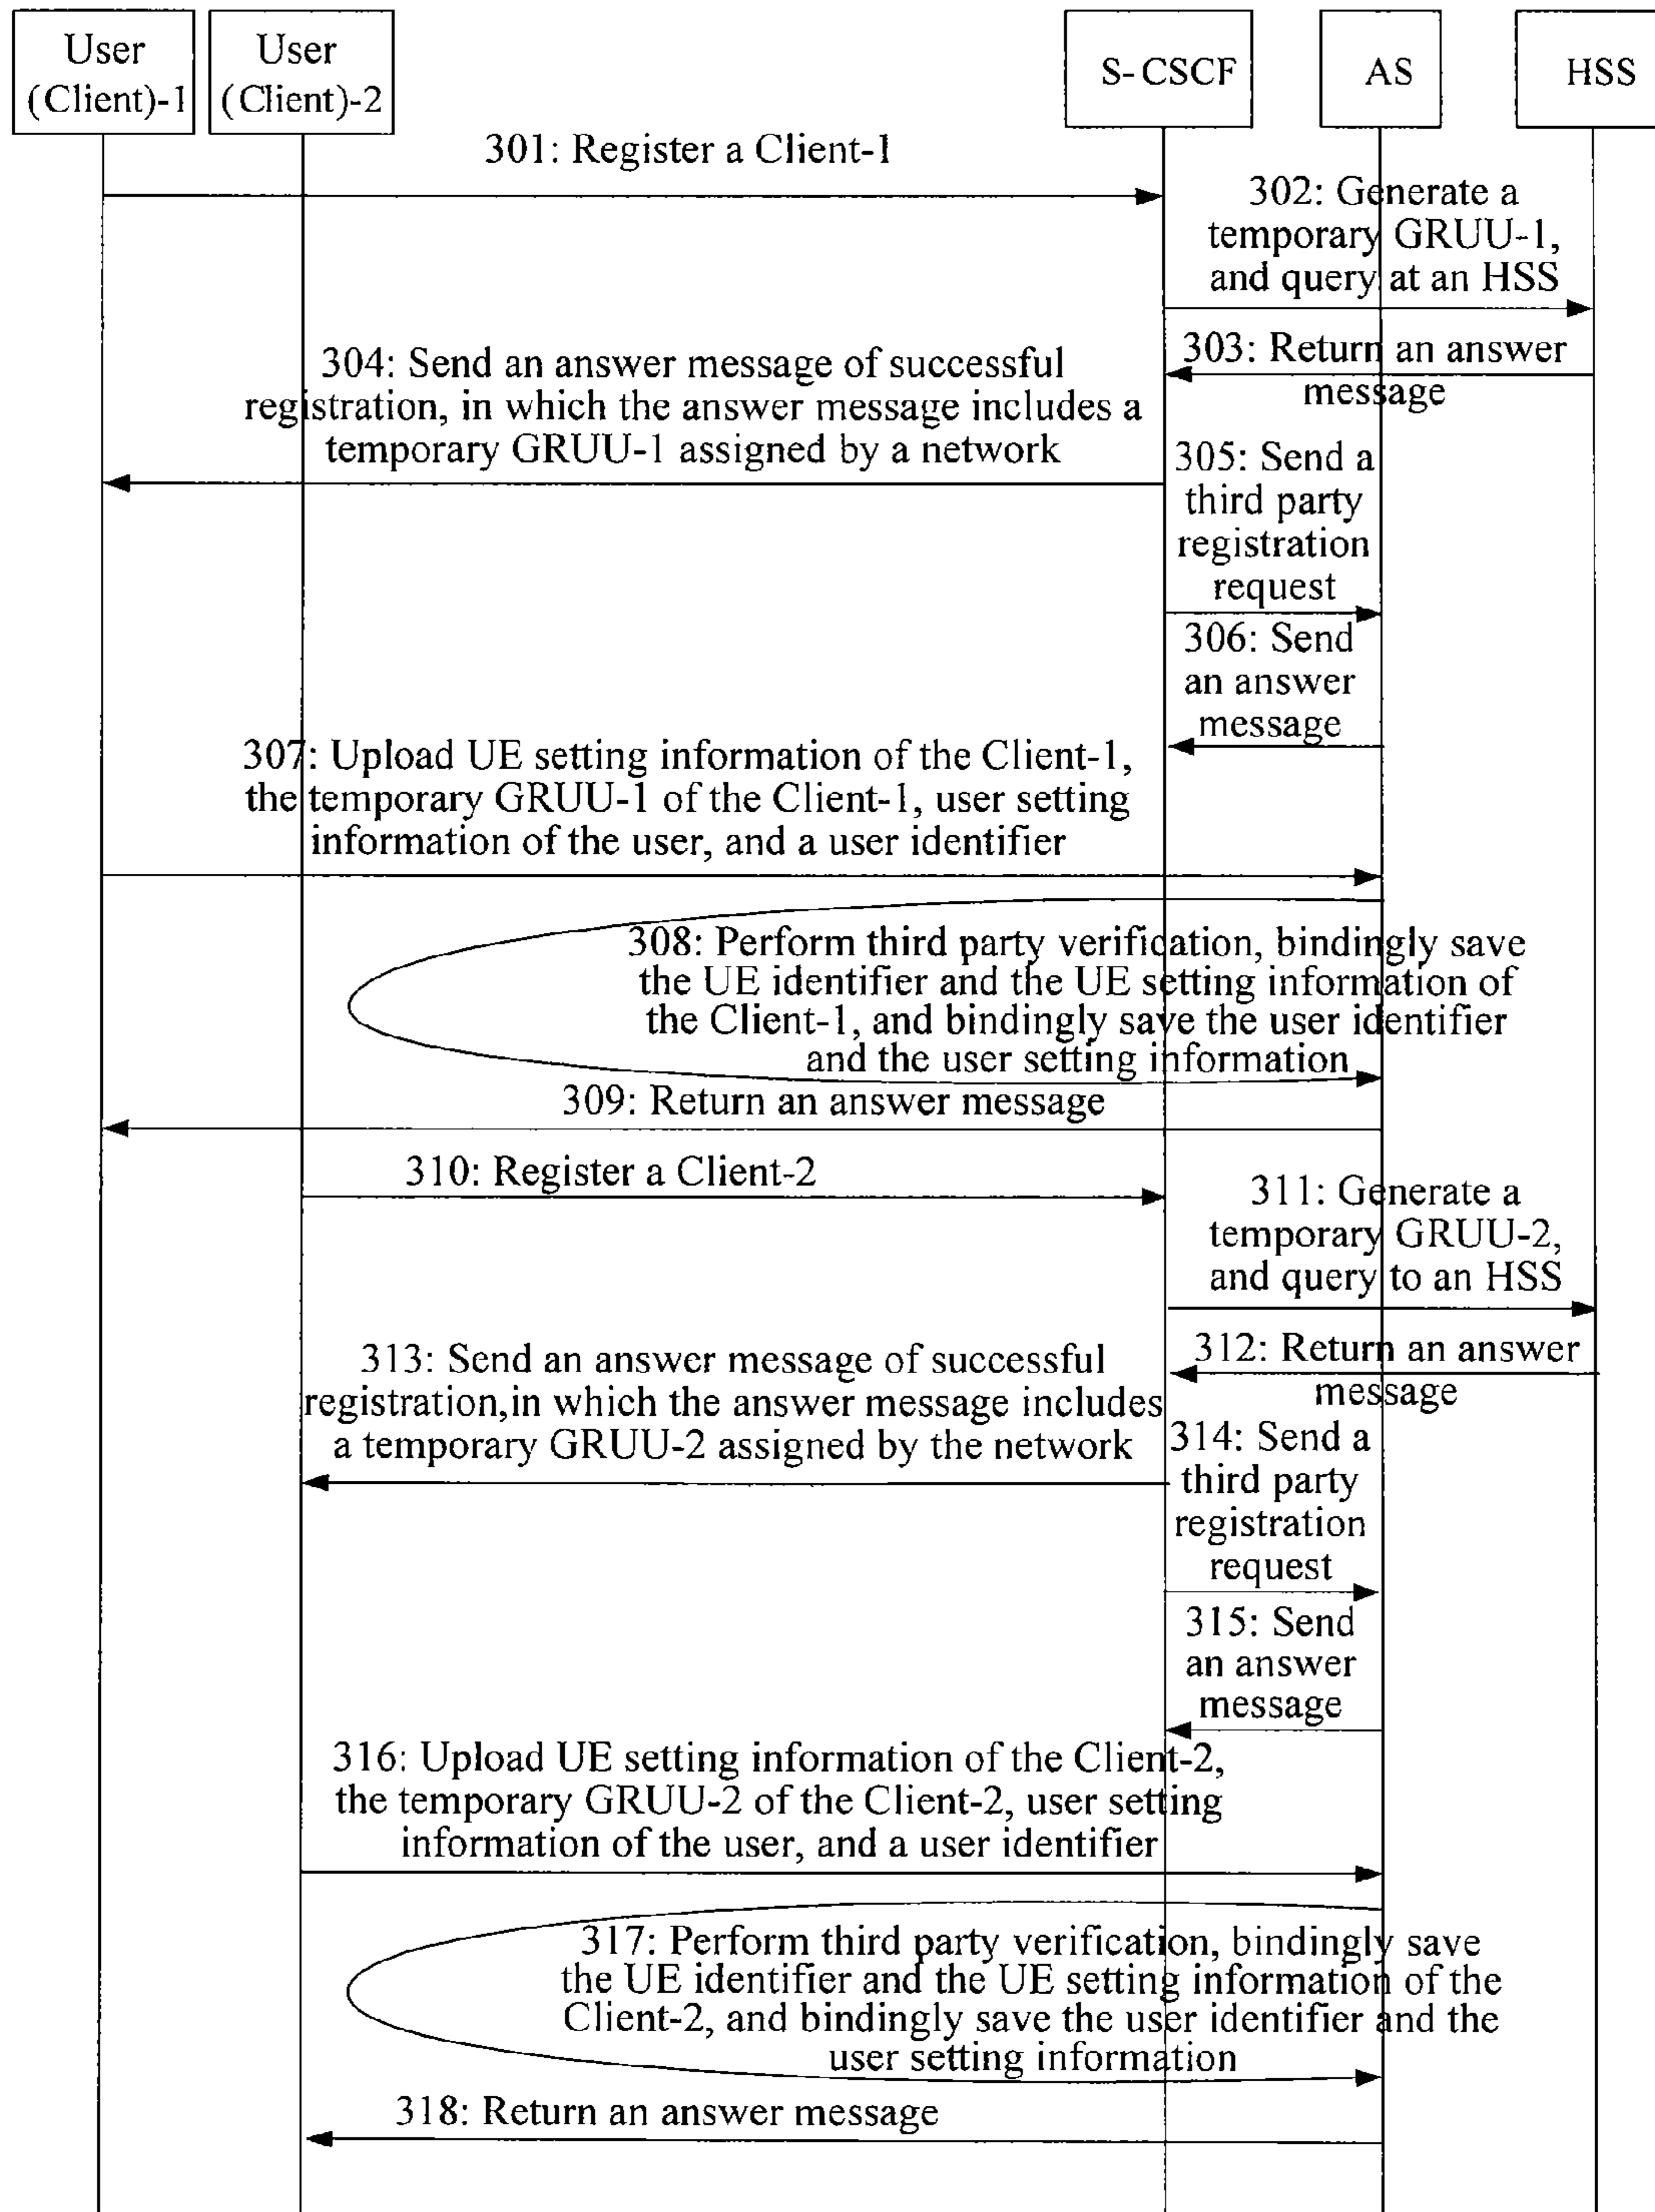 User
(Client)-1
User
(Client)-2
S-CSCF
AS
HSS
301: Register a Client-1
302: Generate a
temporary GRUU-1,
and query at an HSS
303: Return an answer
message
304: Send an answer message of successful
registration, in which the answer message includes a
temporary GRUU-1 assigned by a network
305: Send a
third party
registration
request
306: Send
an answer
message
307: Upload UE setting information of the Client-1,
the temporary GRUU-1 of the Client-1, user setting
information of the user, and a user identifier
308: Perform third party verification, bindingly save
the UE identifier and the UE setting information of
the Client-1, and bindingly save the user identifier
and the user setting information
309: Return an answer message
310: Register a Client-2
311: Generate a
temporary GRUU-2,
and query to an HSS
312: Return an answer
message
313: Send an answer message of successful
registration,in which the answer message includes
a temporary GRUU-2 assigned by the network
314: Send a
third party
registration
request
315: Send
an answer
message
316: Upload UE setting information of the Client-2,
the temporary GRUU-2 of the Client-2, user setting
information of the user, and a user identifier
317: Perform third party verification, bindingly save
the UE identifier and the UE setting information of the
Client-2, and bindingly save the user identifier and the
user setting information
318: Return an answer message